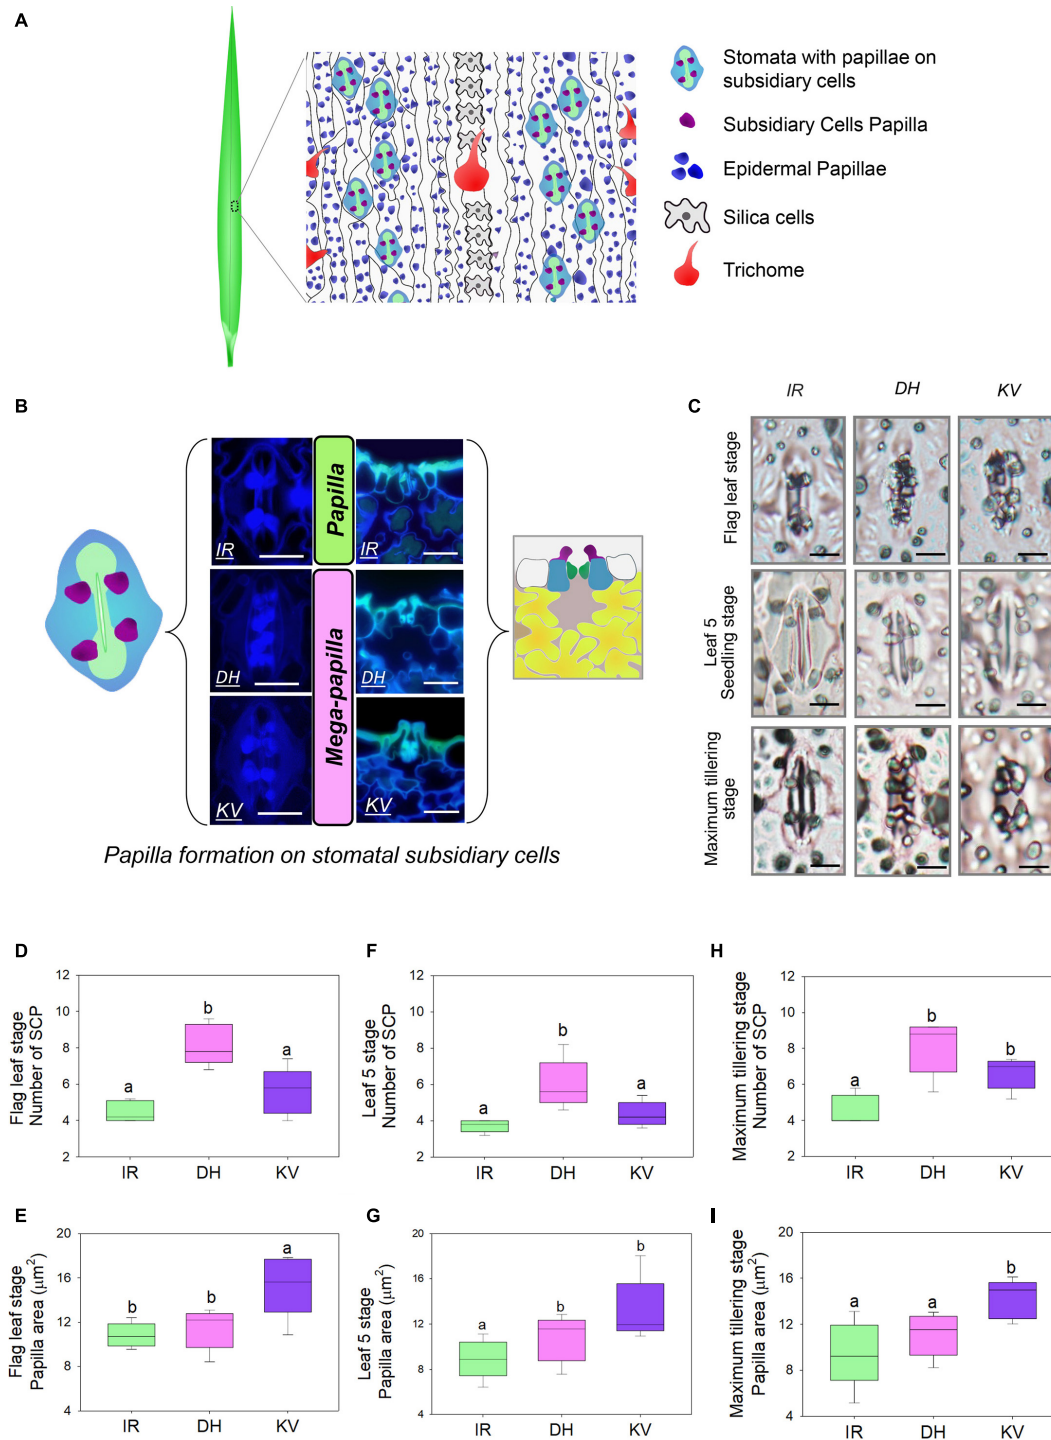 A
Stomata with papillae on
subsidiary cells
Subsidiary Cells Papilla
Epidermal Papillae
Silica cells
Trichome
B
IR
Papilla
IR
DH
Mega-papilla
DH
KV
KV
Papilla formation on stomatal subsidiary cells
C
IR
DH
KV
Flag leaf stage
Leaf 5
Seedling stage
Maximum tillering
stage
D
Flag leaf stage
Number of SCP
12
10
8
6
4
2
a
b
a
IR
DH
KV
F
Leaf 5 stage
Number of SCP
12
10
8
6
4
2
a
b
a
IR
DH
KV
H
Maximum tillering stage
Number of SCP
12
10
8
6
4
2
a
b
b
IR
DH
KV
E
Flag leaf stage
Papilla area (μm²)
20
16
12
8
4
b
b
a
IR
DH
KV
G
Leaf 5 stage
Papilla area (μm²)
20
16
12
8
4
a
b
b
IR
DH
KV
I
Maximum tillering stage
Papilla area (μm²)
20
16
12
8
4
a
a
b
IR
DH
KV